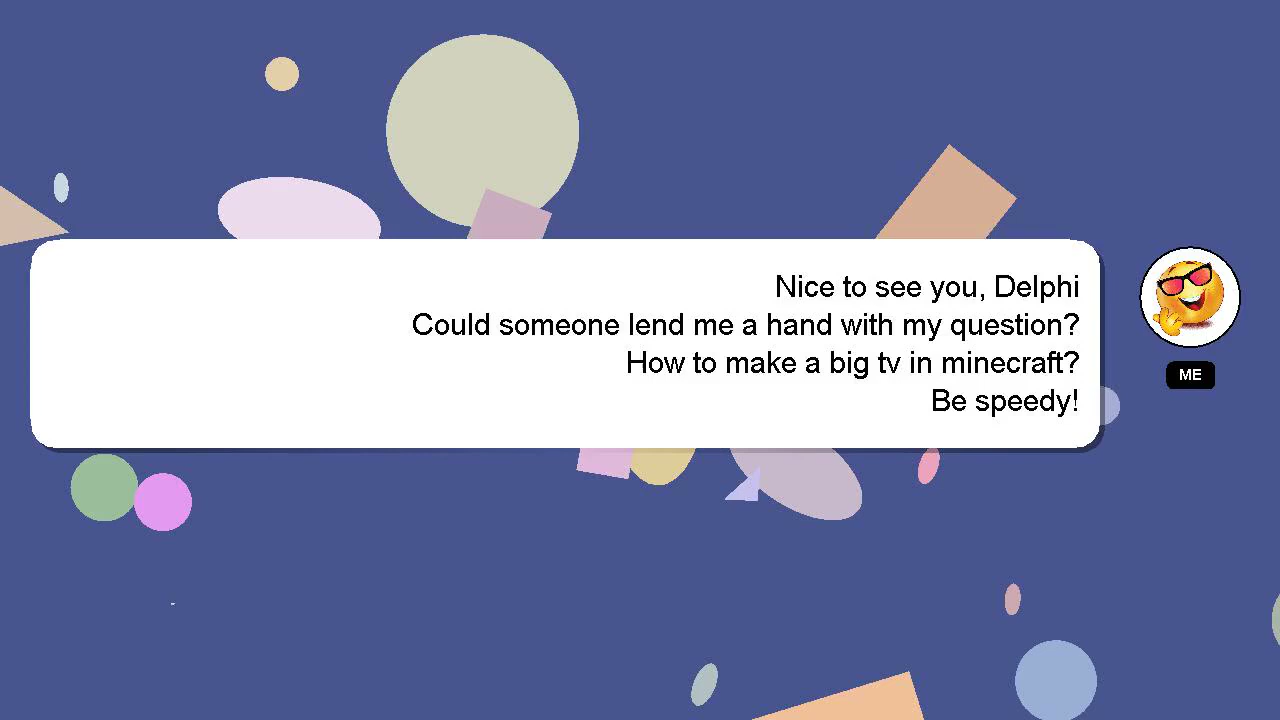 Nice to see you, Delphi
Could someone lend me a hand with my question?
How to make a big tv in minecraft?
Be speedy!
ME